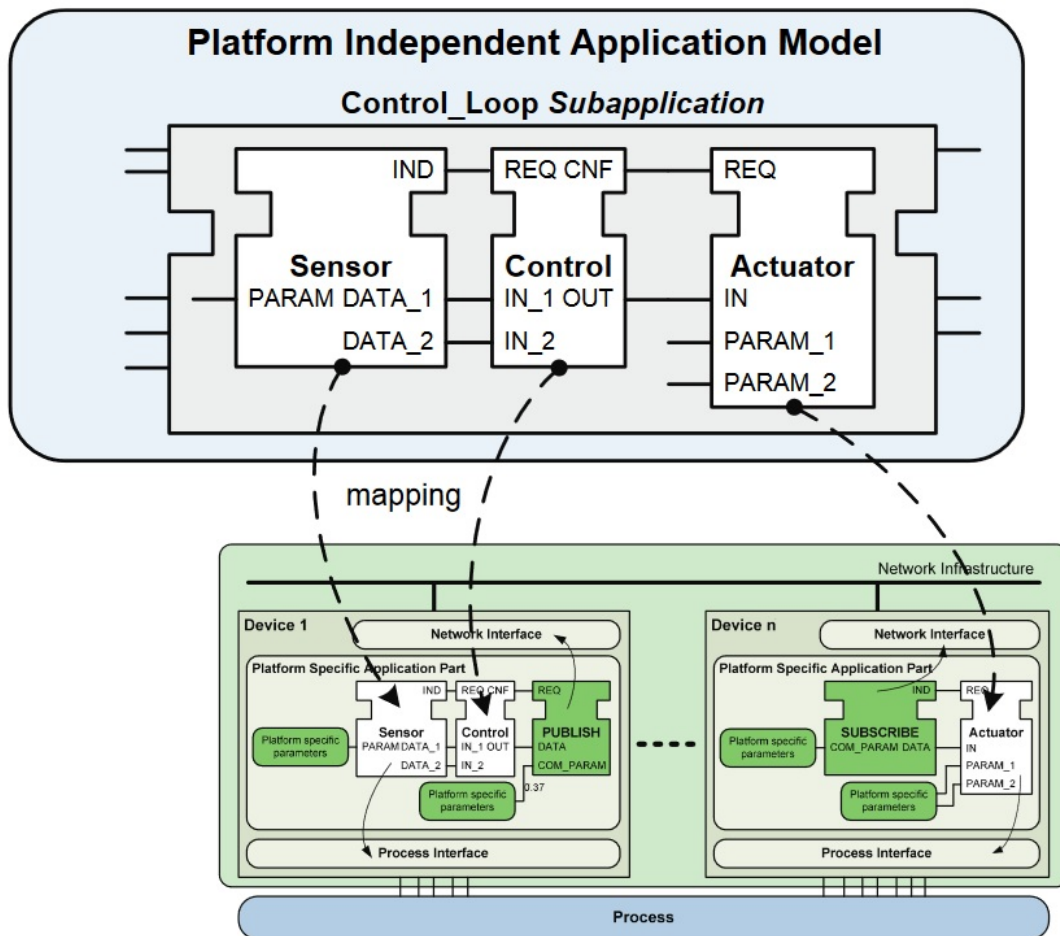 Platform Independent Application Model
Control_Loop Subapplication
IND REQ CNF REQ
Sensor Control Actuator
PARAM DATA_1 IN_1 OUT IN
DATA_2 IN_2 PARAM_1
PARAM_2
mapping
Network Infrastructure
Device 1
Network Interface
Platform Specific Application Part
IND REQ CNF REQ
Sensor Control PUBLISH
Platform specific
parameters
PARAM DATA_1 IN_1 OUT DATA
DATA_2 IN_2 COM_PARAM
Platform specific
parameters
0.37
Process Interface
Device n
Network Interface
Platform Specific Application Part
IND REQ
SUBSCRIBE Actuator
Platform specific
parameters
COM_PARAM DATA IN
PARAM_1
PARAM_2
Platform specific
parameters
Process Interface
Process